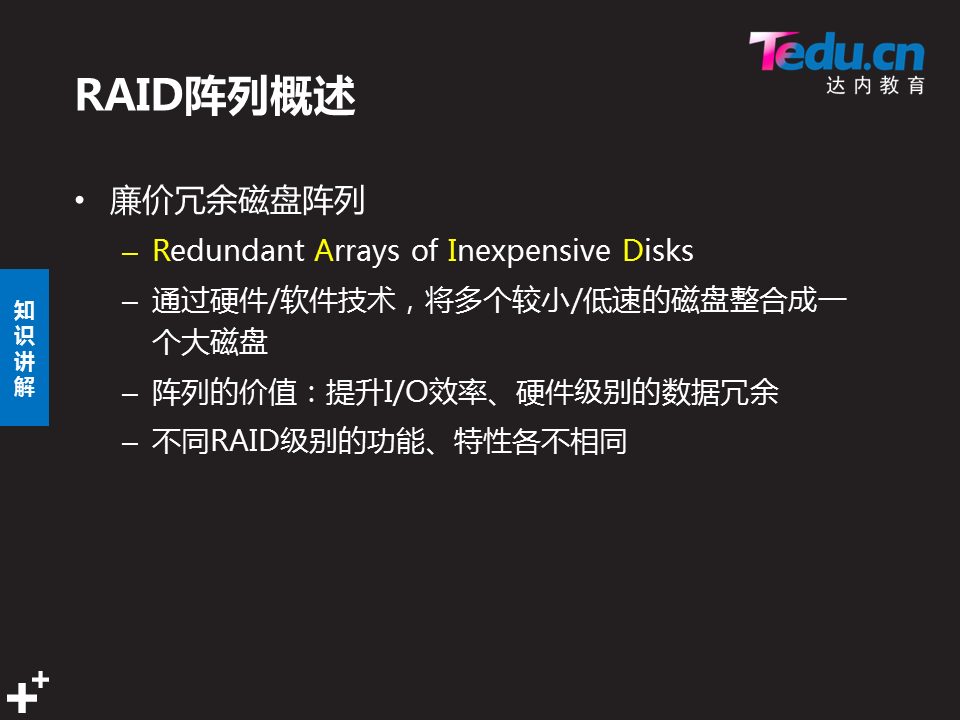 Tedu.cn
达内教育
RAID阵列概述
• 廉价冗余磁盘阵列
– Redundant Arrays of Inexpensive Disks
– 通过硬件/软件技术，将多个较小/低速的磁盘整合成一
个大磁盘
– 阵列的价值：提升I/O效率、硬件级别的数据冗余
– 不同RAID级别的功能、特性各不相同
知
识
讲
解